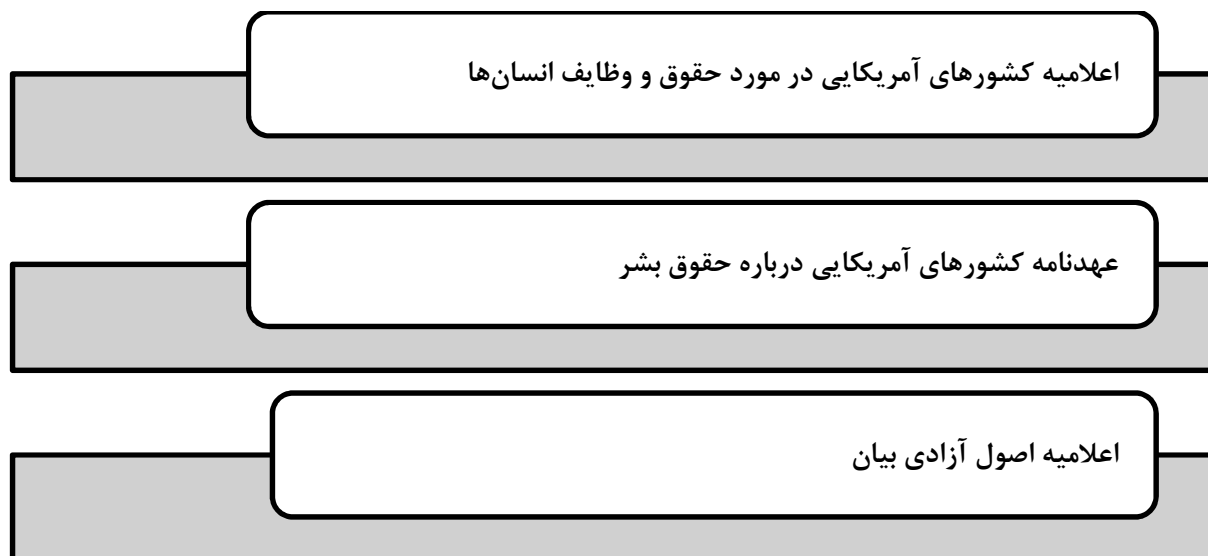 اعلامیه کشورهای آمریکایی در مورد حقوق و وظایف انسان‌ها
عهدنامه کشورهای آمریکایی درباره حقوق بشر
اعلامیه اصول آزادی بیان